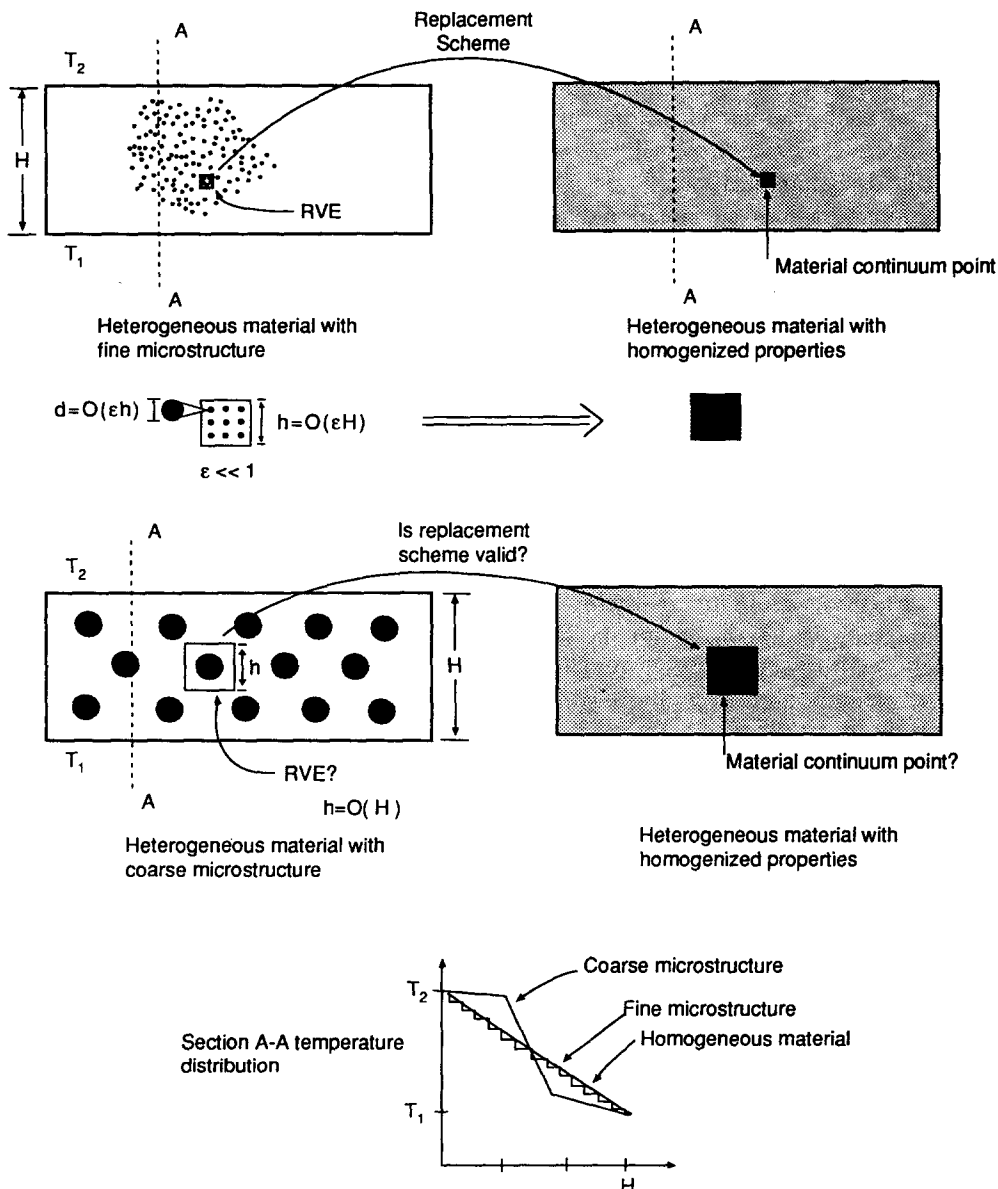 Replacement
Scheme
A
A
T2
H
T1
RVE
A
A
Material continuum point
Heterogeneous material with
fine microstructure
Heterogeneous material with
homogenized properties
d=O(εh)
h=O(εH)
ε << 1
Is replacement
scheme valid?
A
T2
h
H
T1
RVE?
A
h=O( H )
Material continuum point?
Heterogeneous material with
coarse microstructure
Heterogeneous material with
homogenized properties
Coarse microstructure
T2
Fine microstructure
Homogeneous material
Section A-A temperature
distribution
T1
H